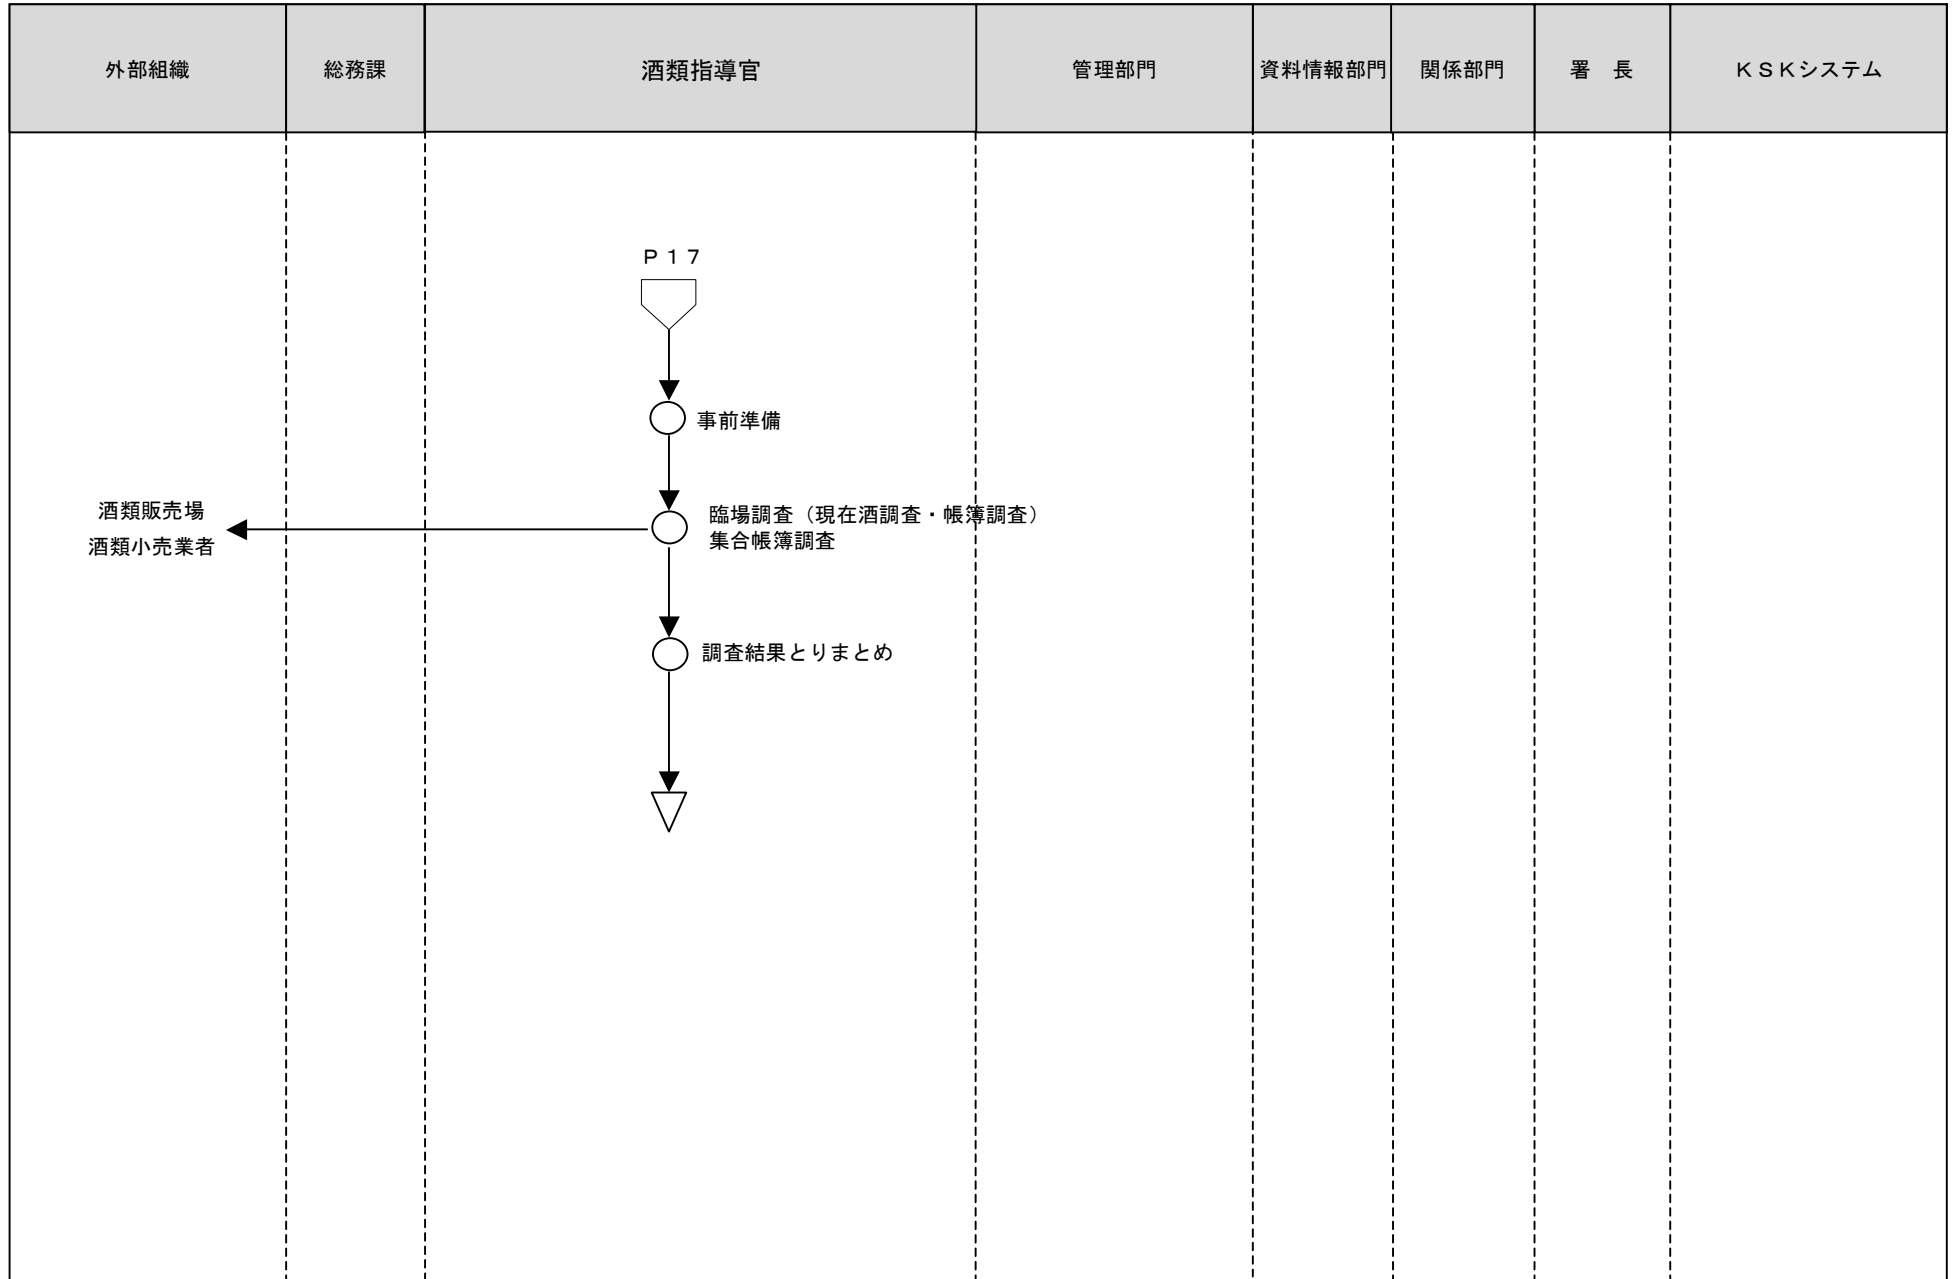 外部組織
総務課
酒類指導官
管理部門
資料情報部門
関係部門
署　長
ＫＳＫシステム
Ｐ１７
事前準備
酒類販売場
酒類小売業者
臨場調査（現在酒調査・帳簿調査）
集合帳簿調査
調査結果とりまとめ